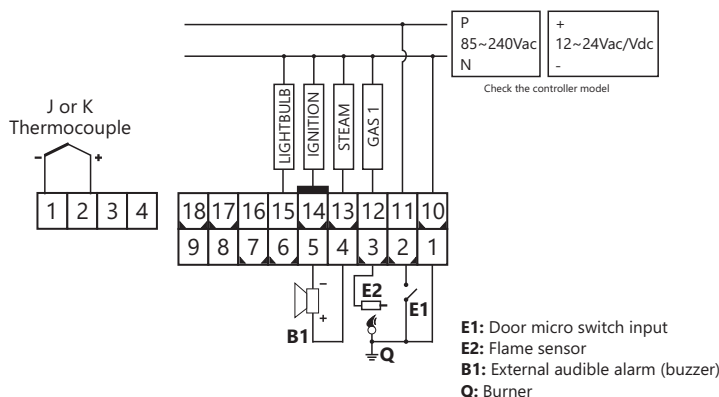 P
85~240Vac
N
+
12~24Vac/Vdc
-
Check the controller model
LIGHTBULB
IGNITION
STEAM
GAS 1
J or K
Thermocouple
- +
1 2 3 4
18 17 16 15 14 13 12 11 10
9 8 7 6 5 4 3 2 1
-
+
B1
E2
E1
Q
E1: Door micro switch input
E2: Flame sensor
B1: External audible alarm (buzzer)
Q: Burner